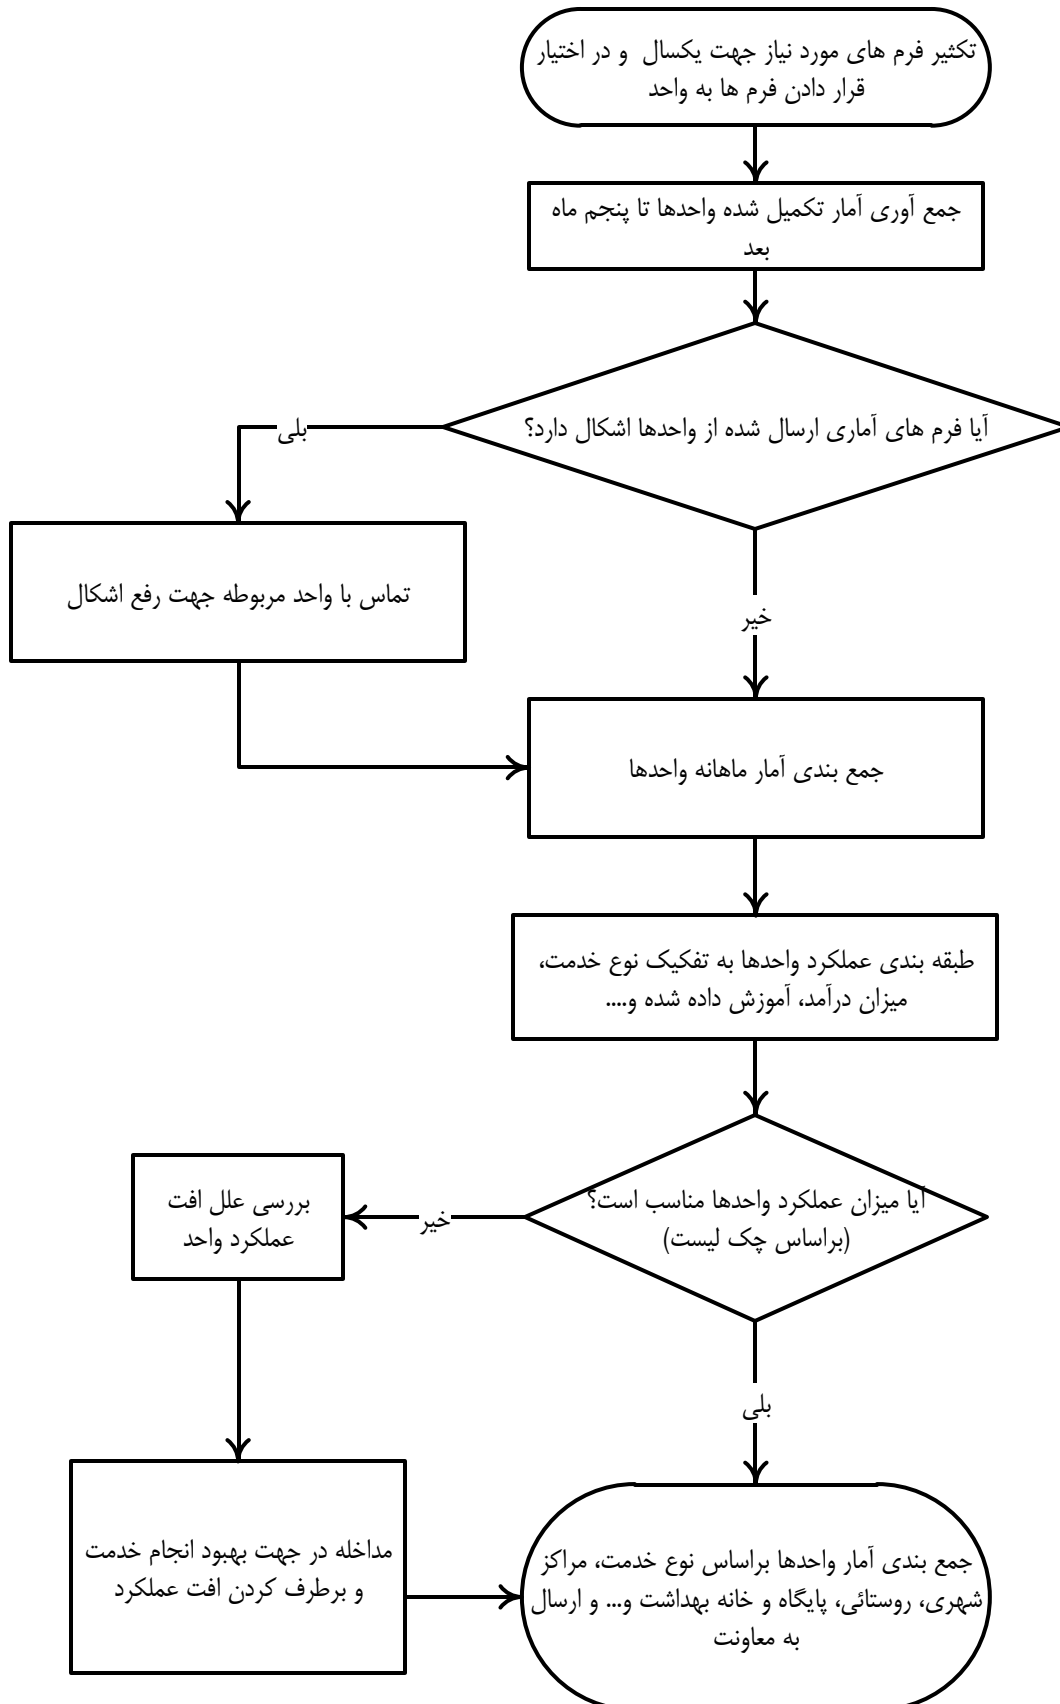 تکثیر فرم های مورد نیاز جهت یکسال و در اختیار
قرار دادن فرم ها به واحد
جمع آوری آمار تکمیل شده واحدها تا پنجم ماه
بعد
آیا فرم های آماری ارسال شده از واحدها اشکال دارد؟
بلی
تماس با واحد مربوطه جهت رفع اشکال
خیر
جمع بندی آمار ماهانه واحدها
طبقه بندی عملکرد واحدها به تفکیک نوع خدمت،
میزان درآمد، آموزش داده شده و....
آیا میزان عملکرد واحدها مناسب است؟
(براساس چک لیست)
خیر
بررسی علل افت
عملکرد واحد
بلی
مداخله در جهت بهبود انجام خدمت
و برطرف کردن افت عملکرد
جمع بندی آمار واحدها براساس نوع خدمت، مراکز
شهری، روستائی، پایگاه و خانه بهداشت و... و ارسال
به معاونت